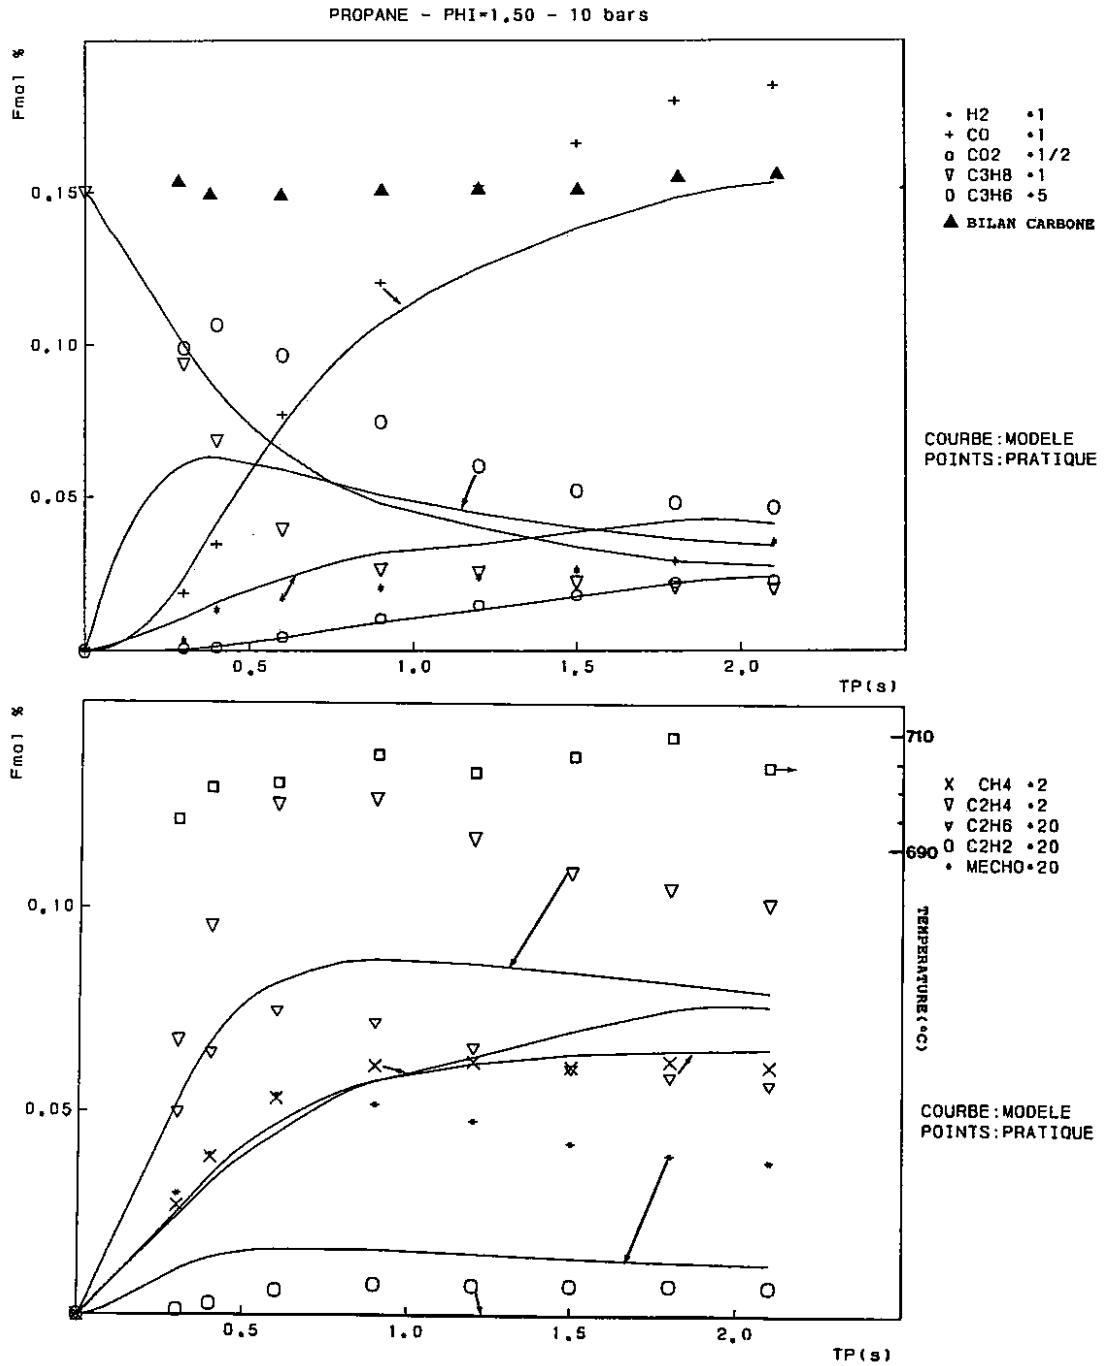 PROPANE - PHI=1.50 - 10 bars
Fmol %
0.15
0.10
0.05
0.5
1.0
1.5
2.0
TP(s)
H2 *1
CO *1
CO2 *1/2
C3H8 *1
C3H6 *5
BILAN CARBONE
COURBE:MODELE
POINTS:PRATIQUE
Fmol %
0.10
0.05
0.5
1.0
1.5
2.0
TP(s)
710
690
TEMPERATURE(°C)
CH4 *2
C2H4 *2
C2H6 *20
C2H2 *20
MECHO*20
COURBE:MODELE
POINTS:PRATIQUE